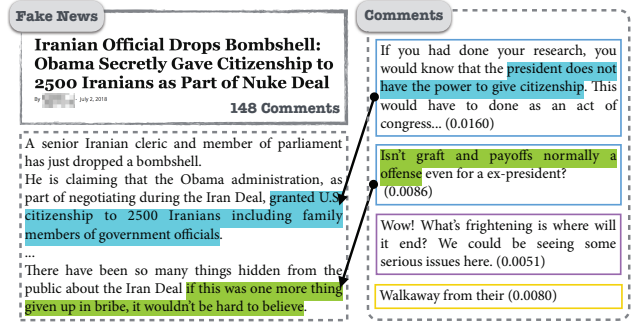 Fake News
Iranian Official Drops Bombshell:
Obama Secretly Gave Citizenship to
2500 Iranians as Part of Nuke Deal
By July 2, 2018
148 Comments
A senior Iranian cleric and member of parliament
has just dropped a bombshell.
He is claiming that the Obama administration, as
part of negotiating during the Iran Deal, granted U.S.
citizenship to 2500 Iranians including family
members of government officials.
...
There have been so many things hidden from the
public about the Iran Deal if this was one more thing
given up in bribe, it wouldn't be hard to believe.
Comments
If you had done your research, you
would know that the president does not
have the power to give citizenship. This
would have to done as an act of
congress... (0.0160)
Isn't graft and payoffs normally a
offense even for a ex-president?
(0.0086)
Wow! What's frightening is where will
it end? We could be seeing some
serious issues here. (0.0051)
Walkaway from their (0.0080)